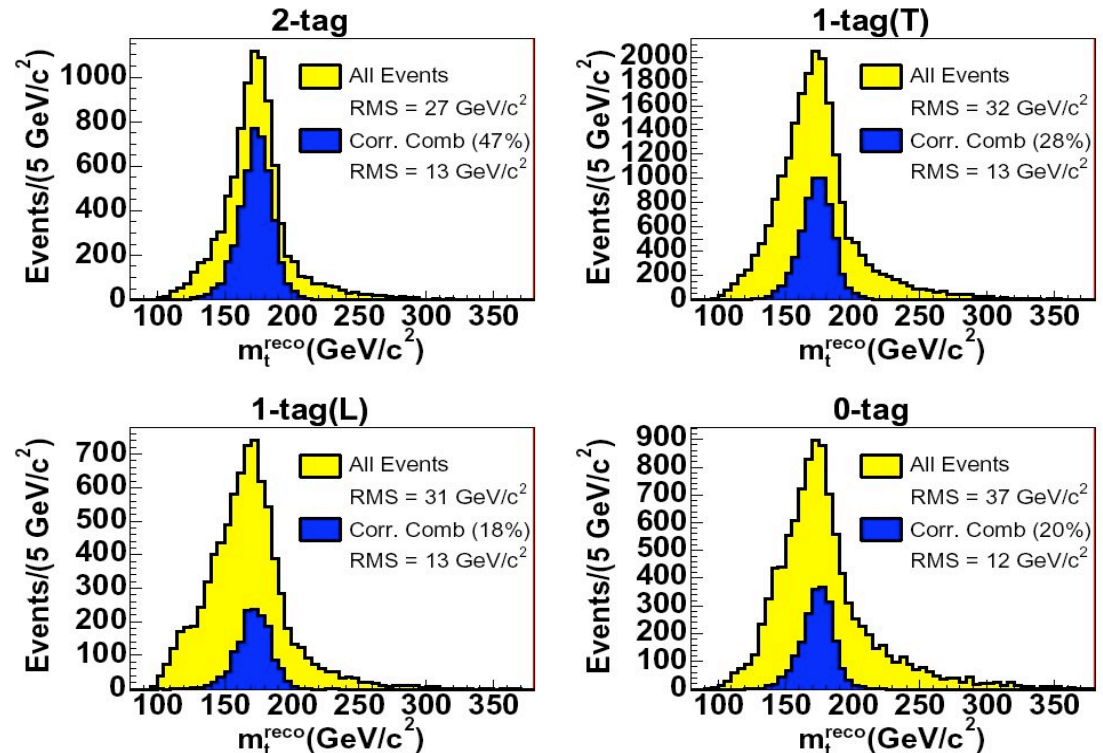 2-tag
Events/(5 GeV/c²)
1000
800
600
400
200
0
All Events
RMS = 27 GeV/c²
Corr. Comb (47%)
RMS = 13 GeV/c²
100 150 200 250 300 350
m_t^reco(GeV/c²)
1-tag(T)
Events/(5 GeV/c²)
2000
1800
1600
1400
1200
1000
800
600
400
200
0
All Events
RMS = 32 GeV/c²
Corr. Comb (28%)
RMS = 13 GeV/c²
100 150 200 250 300 350
m_t^reco(GeV/c²)
1-tag(L)
Events/(5 GeV/c²)
700
600
500
400
300
200
100
0
All Events
RMS = 31 GeV/c²
Corr. Comb (18%)
RMS = 13 GeV/c²
100 150 200 250 300 350
m_t^reco(GeV/c²)
0-tag
Events/(5 GeV/c²)
900
800
700
600
500
400
300
200
100
0
All Events
RMS = 37 GeV/c²
Corr. Comb (20%)
RMS = 12 GeV/c²
100 150 200 250 300 350
m_t^reco(GeV/c²)